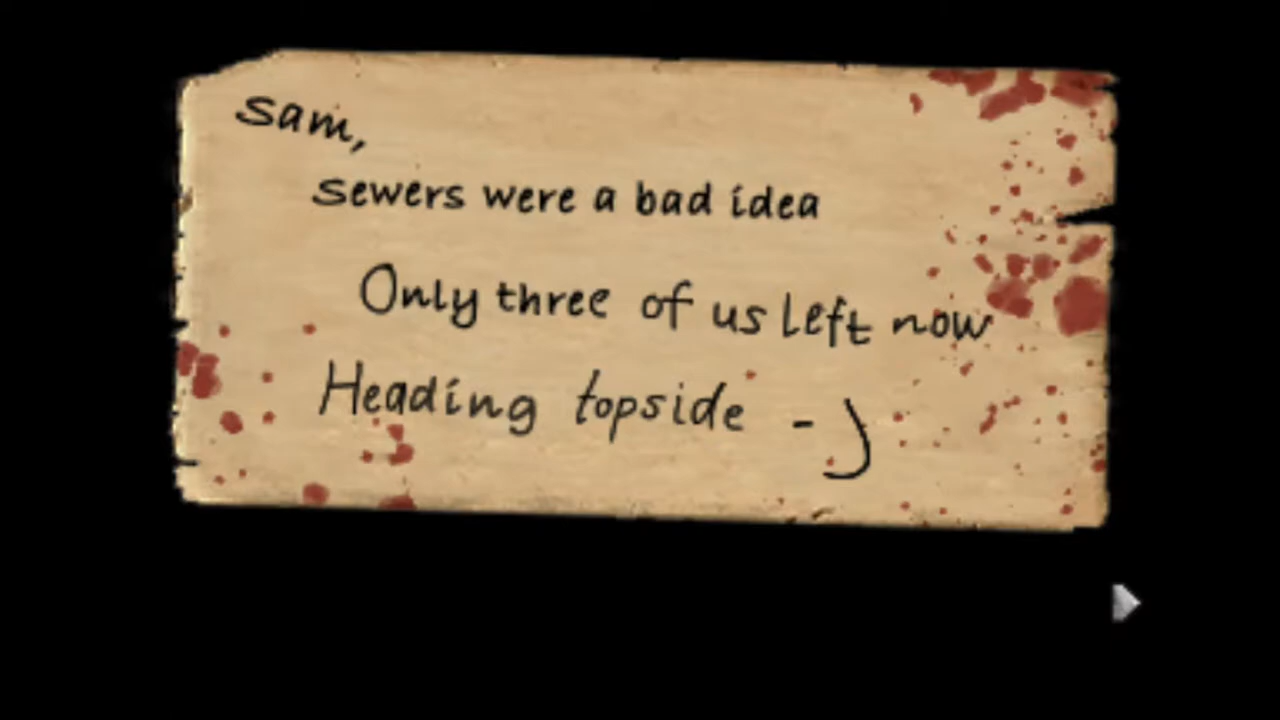 Sam,
Sewers were a bad idea
Only three of us left now
Heading topside - J